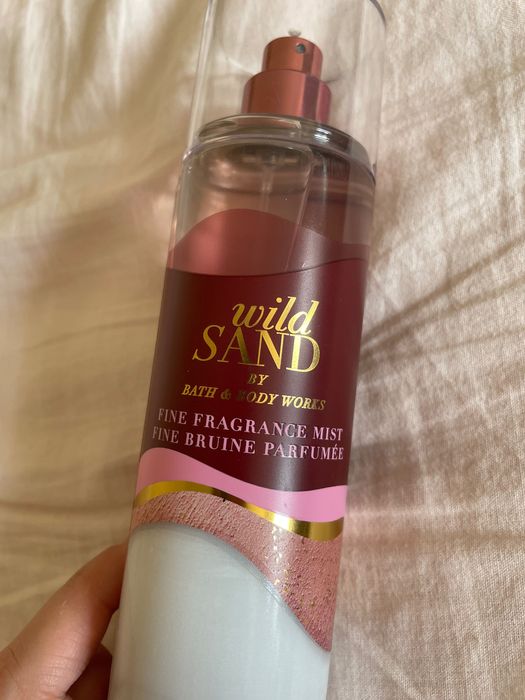 wild
SAND
BY
BATH & BODY WORKS
FINE FRAGRANCE MIST
FINE BRUINE PARFUMÉE